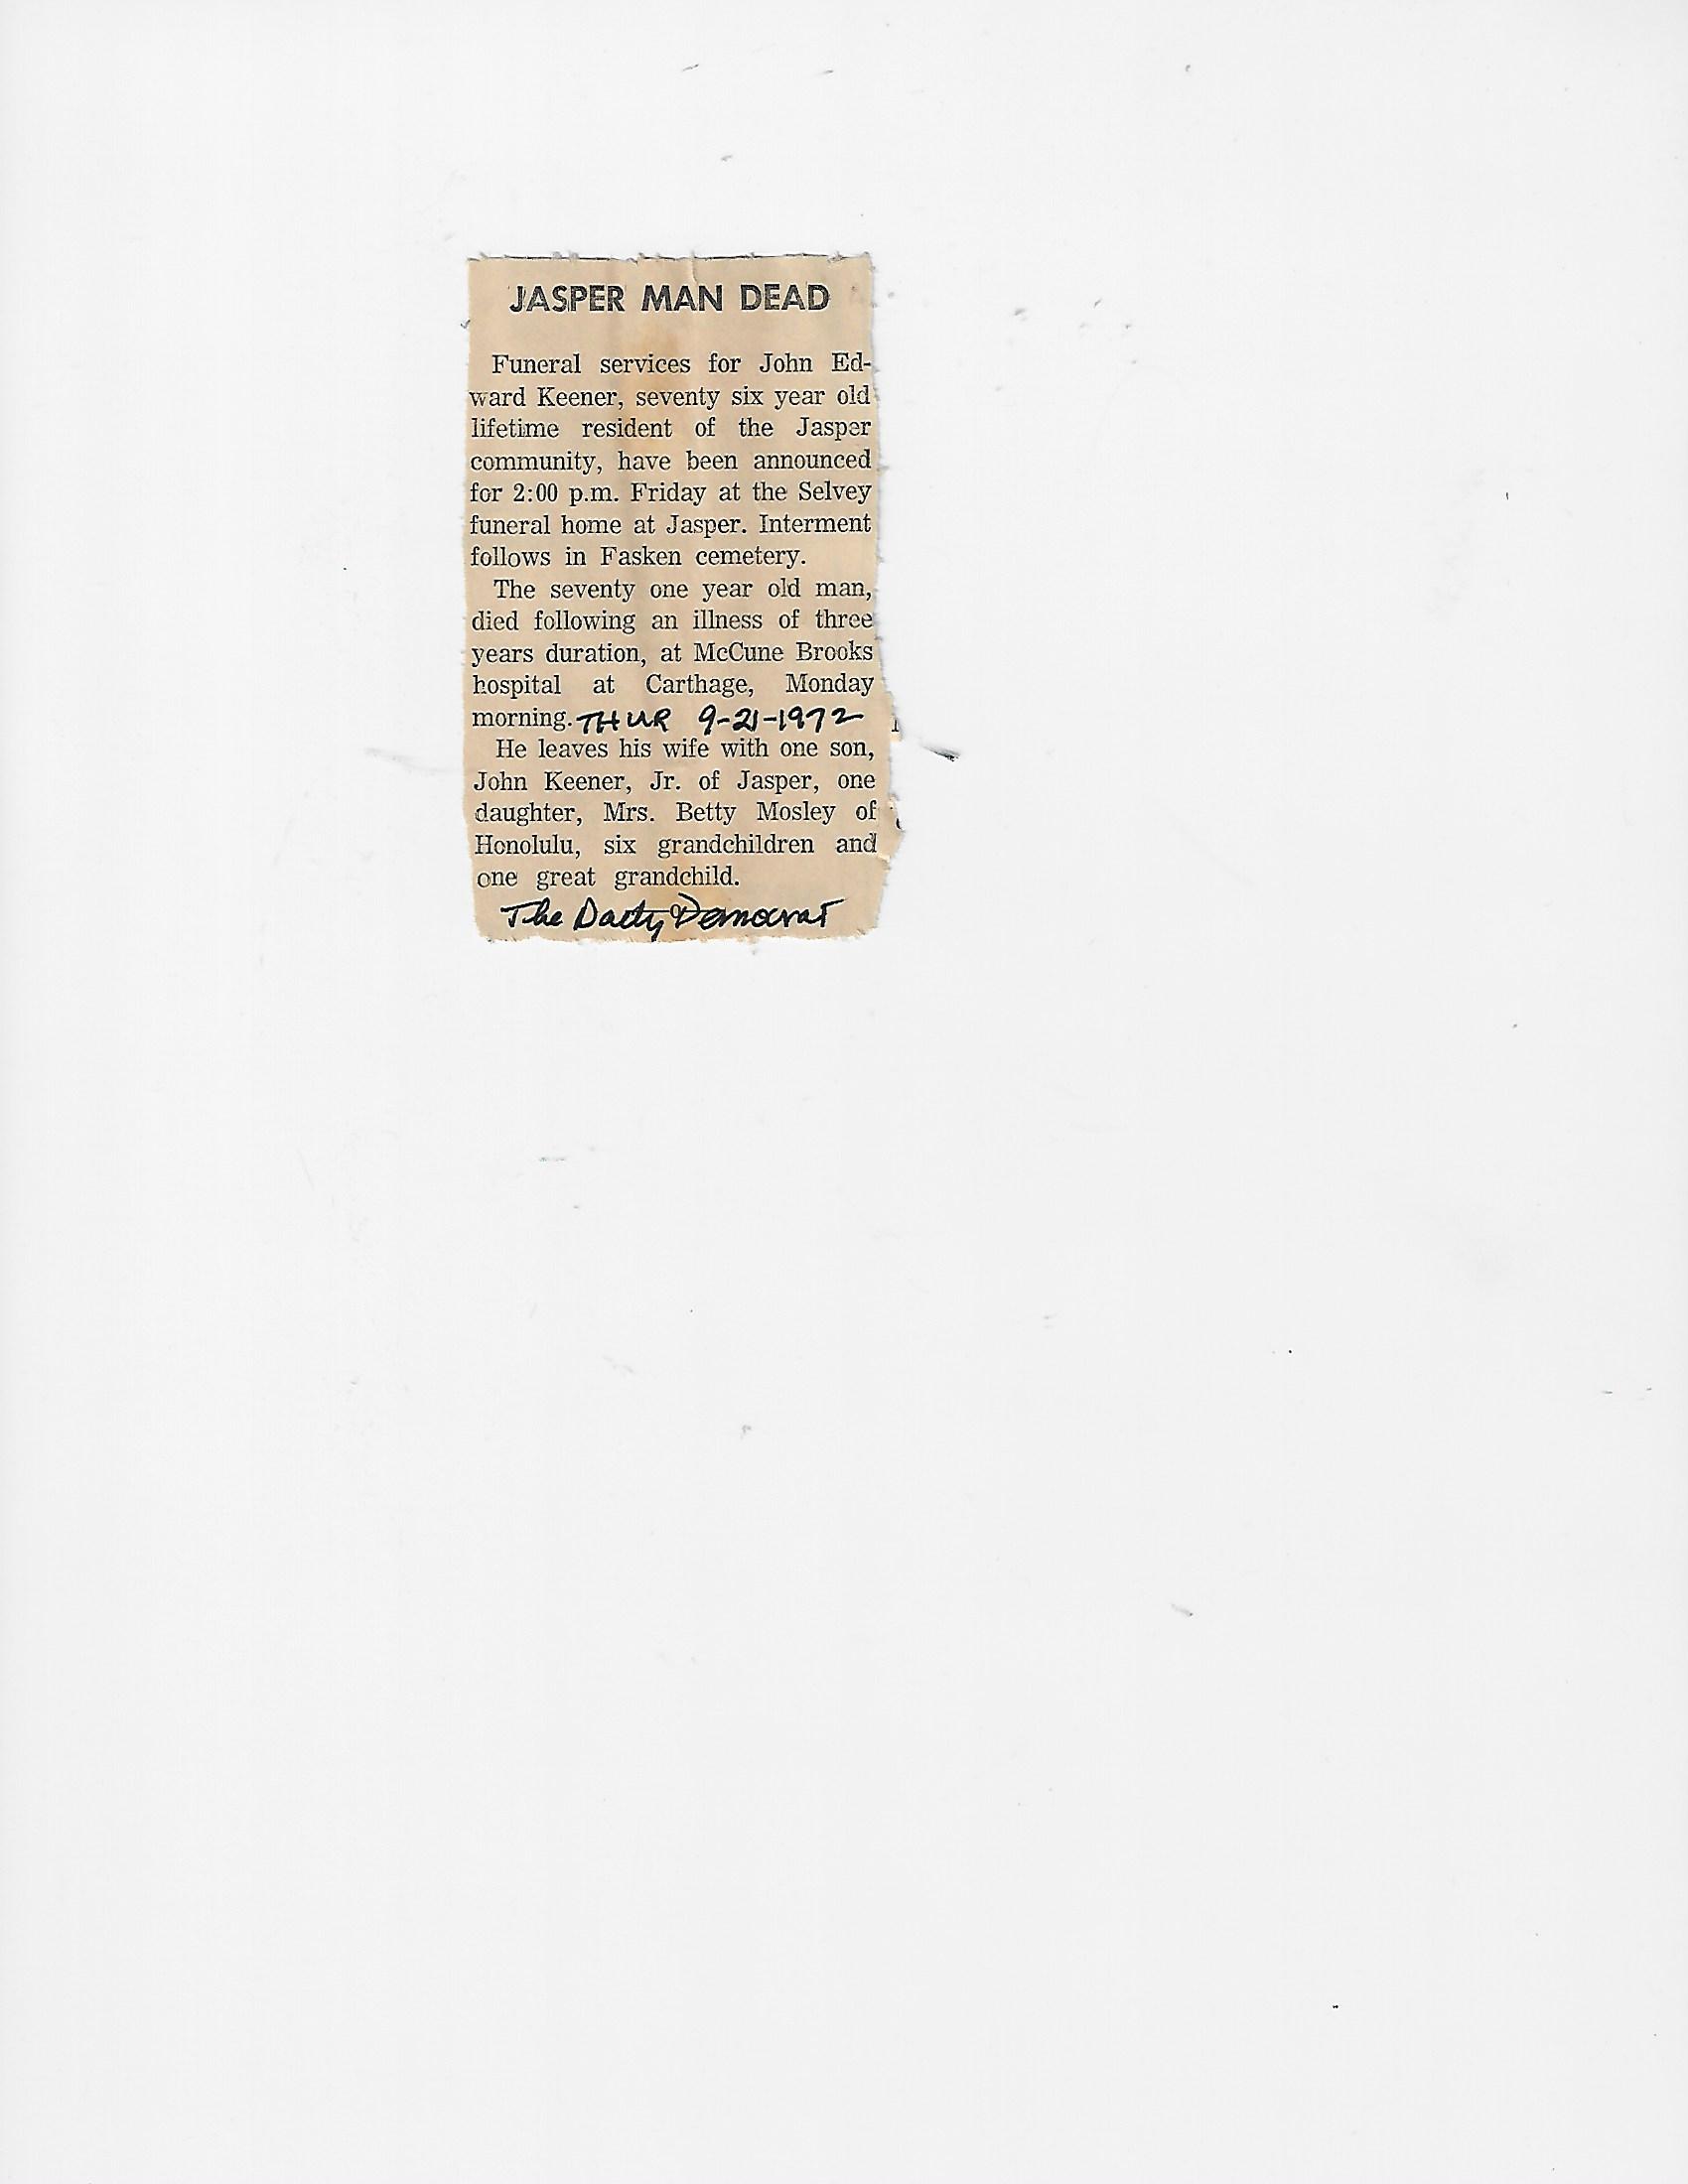 JASPER MAN DEAD
Funeral services for John Ed-
ward Keener, seventy six year old
lifetime resident of the Jasper
community, have been announced
for 2:00 p.m. Friday at the Selvey
funeral home at Jasper. Interment
follows in Fasken cemetery.
The seventy one year old man,
died following an illness of three
years duration, at McCune Brooks
hospital at Carthage, Monday
morning. THUR 9-21-1972
He leaves his wife with one son,
John Keener, Jr. of Jasper, one
daughter, Mrs. Betty Mosley of
Honolulu, six grandchildren and
one great grandchild.
The Daily Democrat